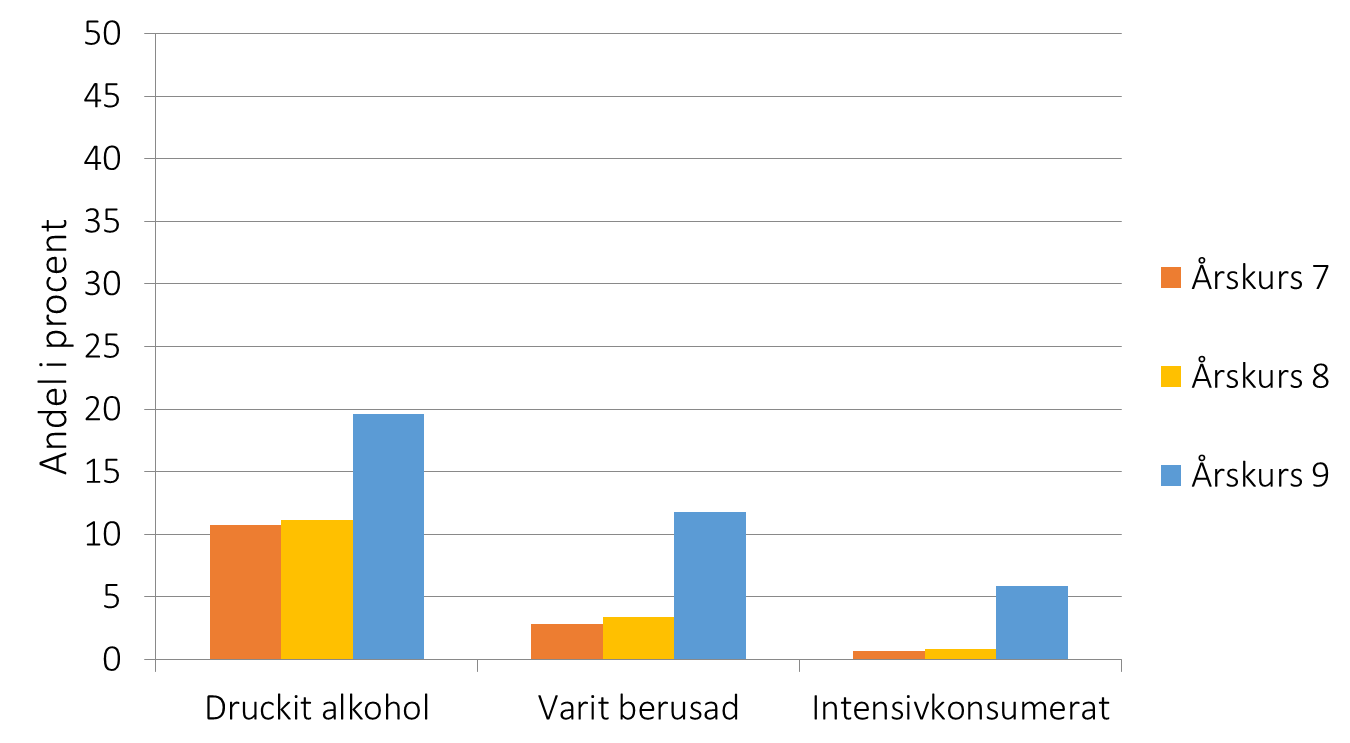 50
45
40
35
30
25
20
15
10
5
0
Andel i procent
Druckit alkohol
Varit berusad
Intensivkonsumerat
Årskurs 7
Årskurs 8
Årskurs 9